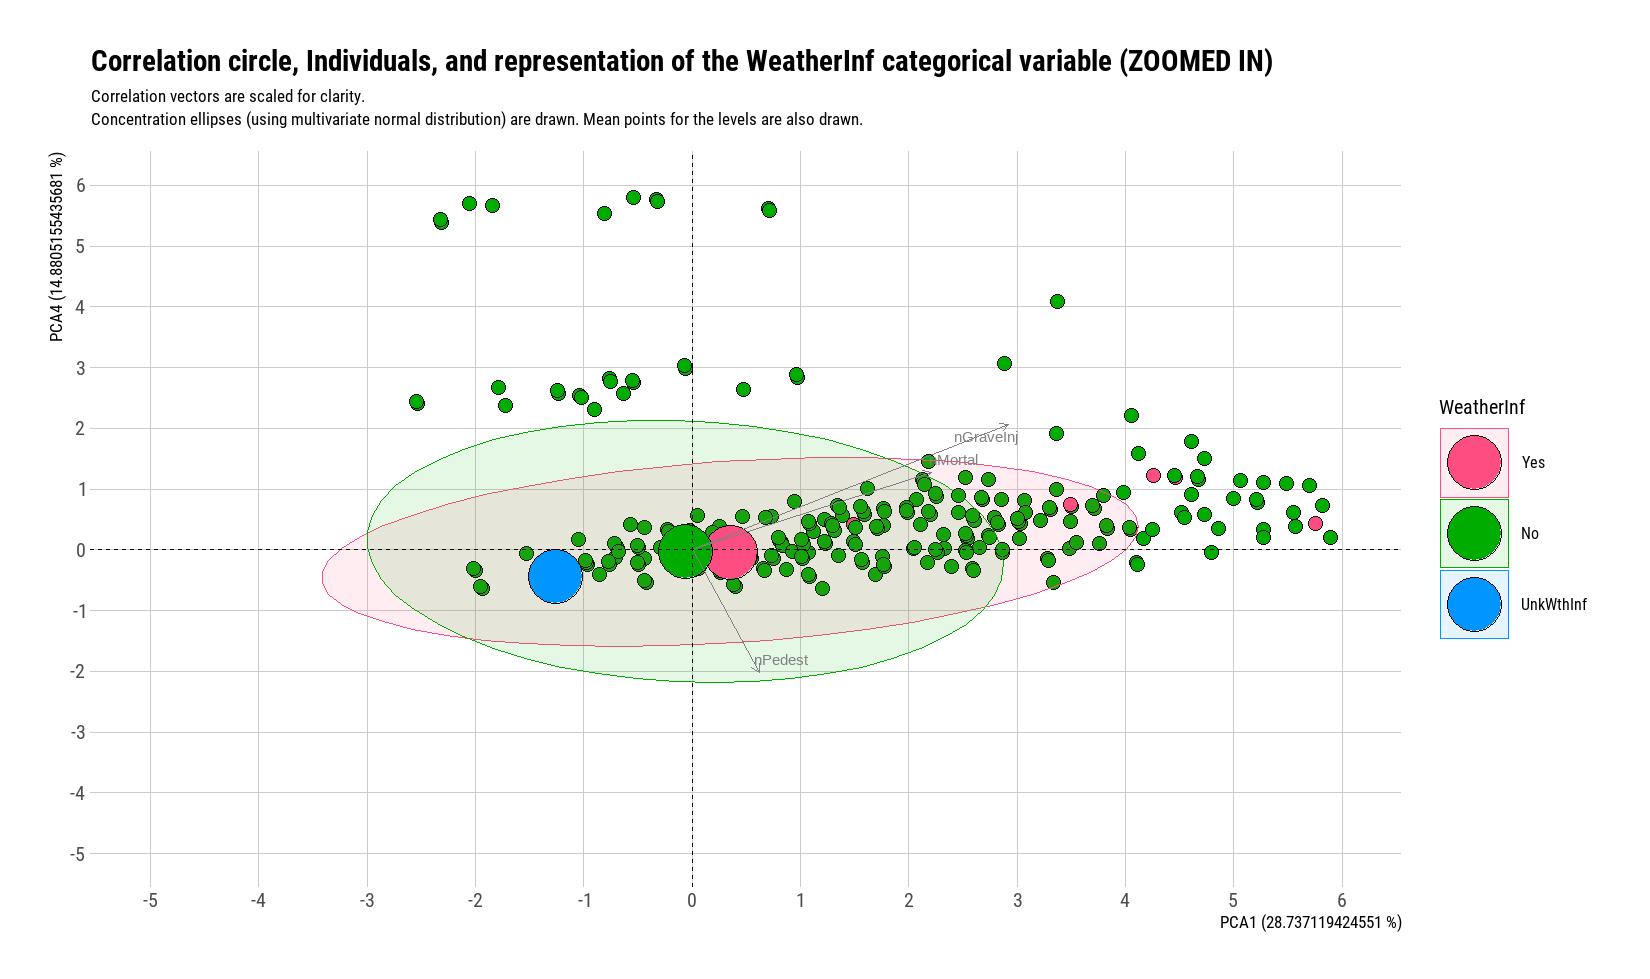 Correlation circle, Individuals, and representation of the WeatherInf categorical variable (ZOOMED IN)
Correlation vectors are scaled for clarity.
Concentration ellipses (using multivariate normal distribution) are drawn. Mean points for the levels are also drawn.
PCA4 (14.8805155435681 %)
6
5
4
3
2
1
0
-1
-2
-3
-4
-5
nGraveInj
nMortal
nPedest
-5
-4
-3
-2
-1
0
1
2
3
4
5
6
PCA1 (28.737119424551 %)
WeatherInf
Yes
No
UnkWthInf